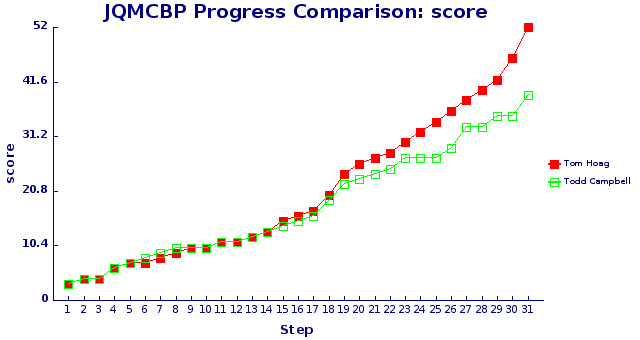 JQMCBP Progress Comparison: score
52
41.6
31.2
20.8
10.4
0
score
1 2 3 4 5 6 7 8 9 10 11 12 13 14 15 16 17 18 19 20 21 22 23 24 25 26 27 28 29 30 31
Step
Tom Hoag
Todd Campbell